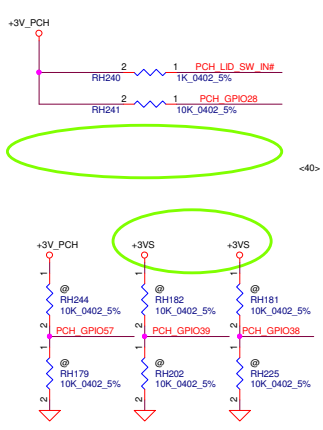 +3V_PCH
2 1 PCH_LID_SW_IN#
RH240 1K_0402_5%
2 1 PCH_GPIO28
RH241 10K_0402_5%
<40>
+3V_PCH +3VS +3VS
1 1 1
@ @ @
RH244 RH182 RH181
10K_0402_5% 10K_0402_5% 10K_0402_5%
2 2 2
PCH_GPIO57 PCH_GPIO39 PCH_GPIO38
1 1 1
@ @ @
RH179 RH202 RH225
10K_0402_5% 10K_0402_5% 10K_0402_5%
2 2 2